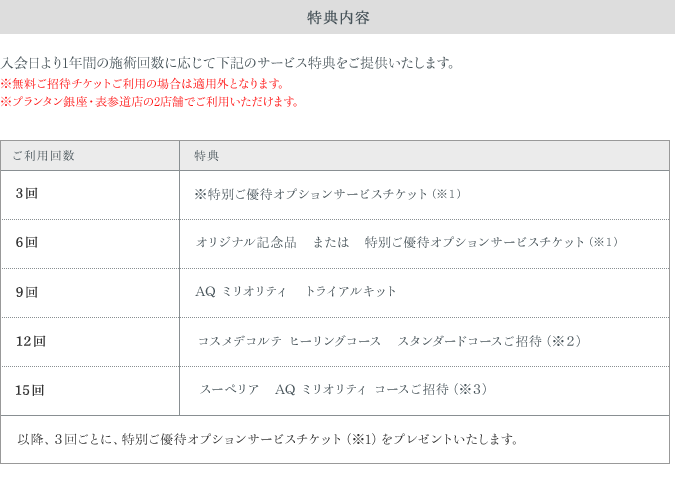 特典内容
入会日より1年間の施術回数に応じて下記のサービス特典をご提供いたします。
※無料ご招待チケットご利用の場合は適用外となります。
※プランタン銀座・表参道店の2店舗でご利用いただけます。
ご利用回数 特典
3回 ※特別ご優待オプションサービスチケット（※1）
6回 オリジナル記念品 または 特別ご優待オプションサービスチケット（※1）
9回 AQ ミリオリティ トライアルキット
12回 コスメデコルテ ヒーリングコース スタンダードコースご招待（※2）
15回 スーペリア AQ ミリオリティ コースご招待（※3）
以降、3回ごとに、特別ご優待オプションサービスチケット（※1）をプレゼントいたします。